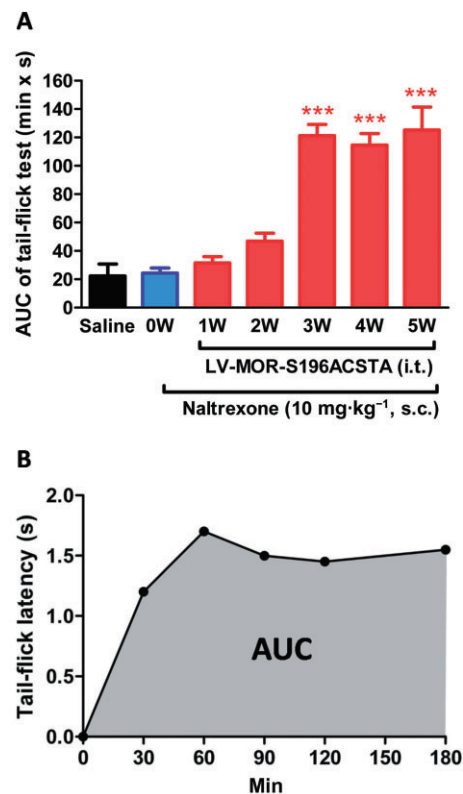 A
AUC of tail-flick test (min x s)
160
140
120
100
80
60
40
20
0
*** *** ***
Saline 0W 1W 2W 3W 4W 5W
LV-MOR-S196ACSTA (i.t.)
Naltrexone (10 mg·kg⁻¹, s.c.)
B
Tail-flick latency (s)
2.0
1.5
1.0
0.5
0.0
AUC
0 30 60 90 120 150 180
Min